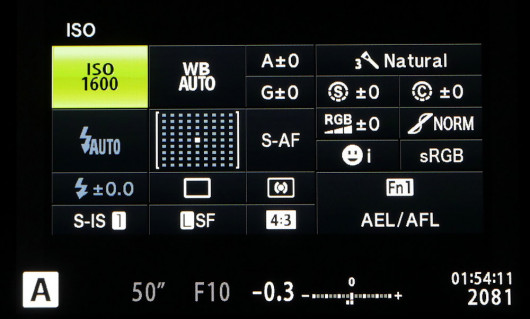 ISO
ISO 1600
WB AUTO
A±0
G±0
3 Natural
S ±0
C ±0
RGB ±0
NORM
AUTO
S-AF
i
sRGB
±0.0
Fn1
S-IS 1
LSF
4:3
AEL/AFL
A
50"
F10
-0.3
-
0
+
01:54:11
2081